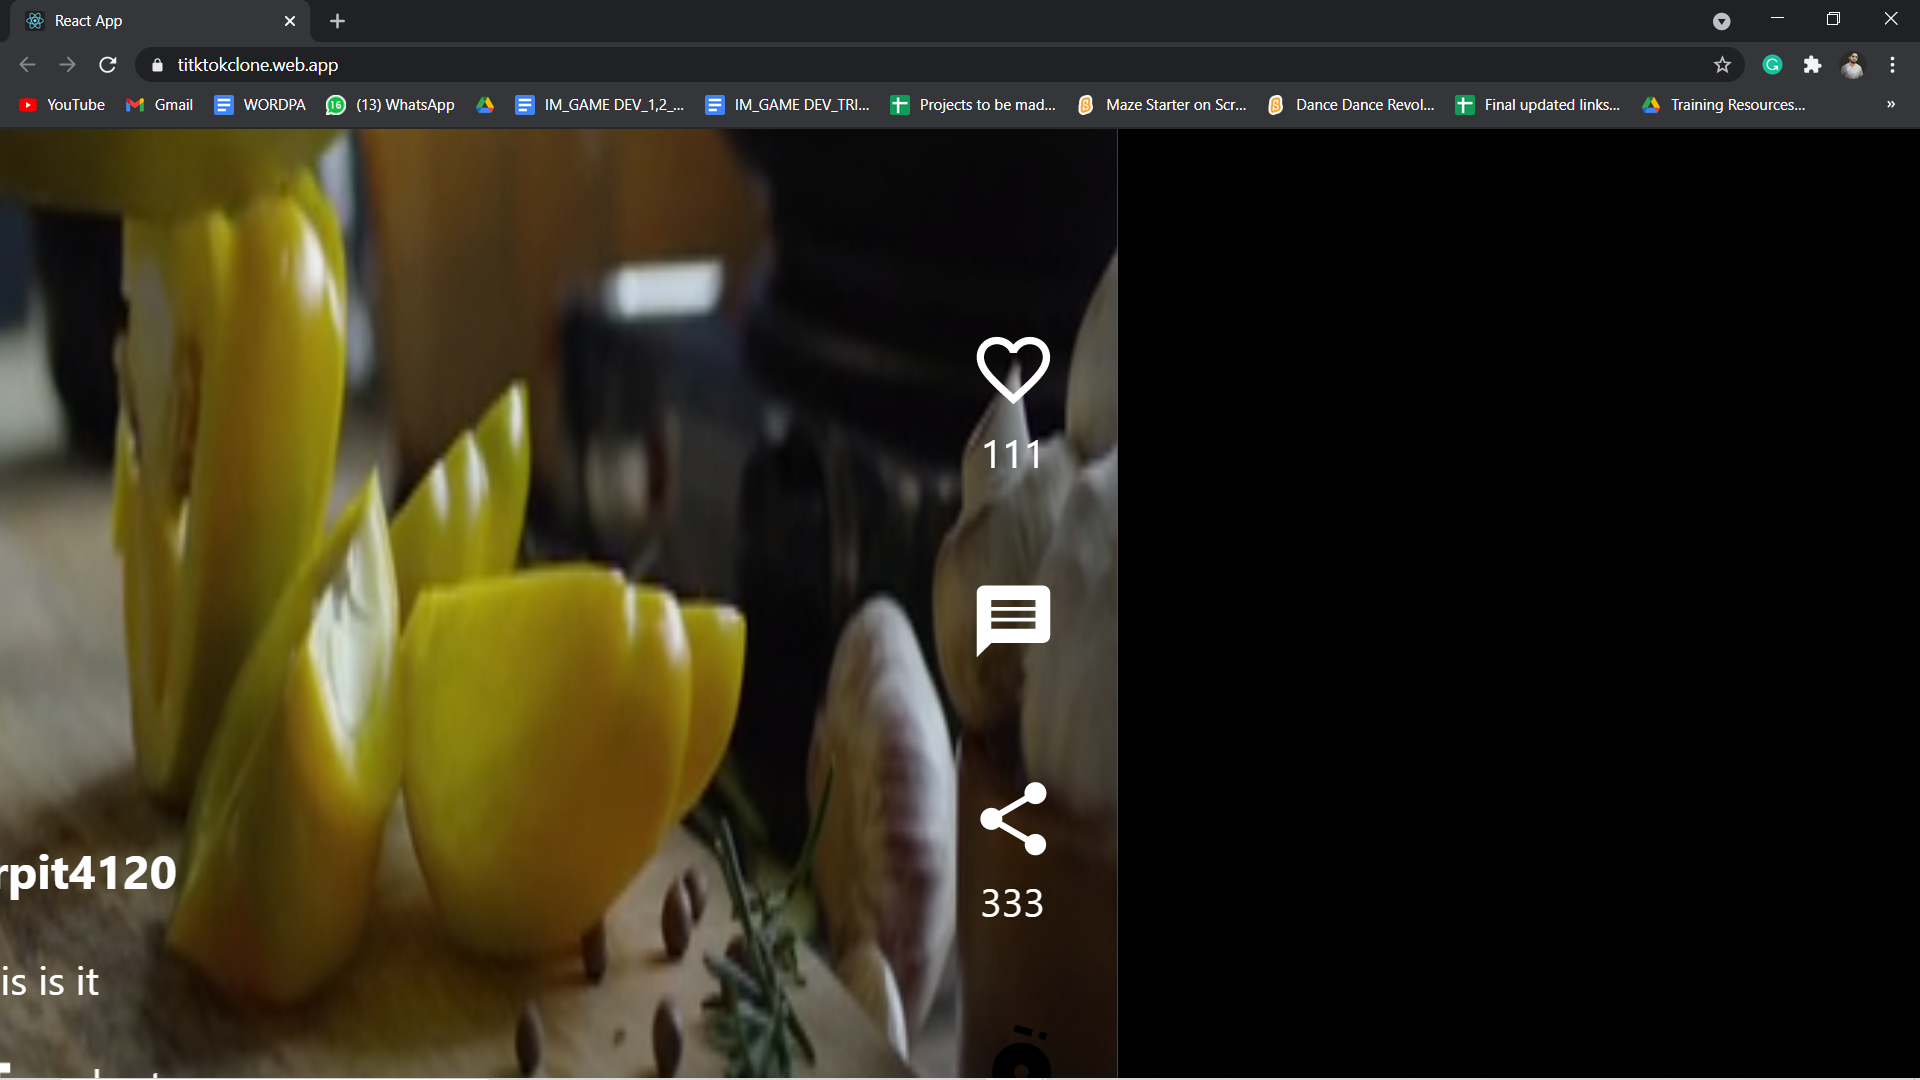 React App
titktokclone.web.app
YouTube
Gmail
WORDPA
16
(13) WhatsApp
IM_GAME DEV_1,2_...
IM_GAME DEV_TRI...
Projects to be mad...
Maze Starter on Scr...
Dance Dance Revol...
Final updated links...
Training Resources...
»
111
333
rpit4120
is is it